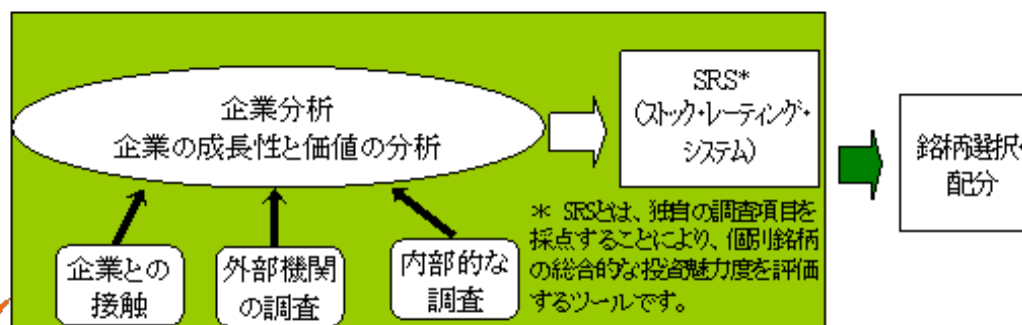 企業分析
企業の成長性と価値の分析
SRS*
(ストック・レーティング・
システム)
銘柄選択・
配分
* SRSとは、独自の調査項目を
採点することにより、個別銘柄
の総合的な投資魅力度を評価
するツールです。
企業との
接触
外部機関
の調査
内部的な
調査